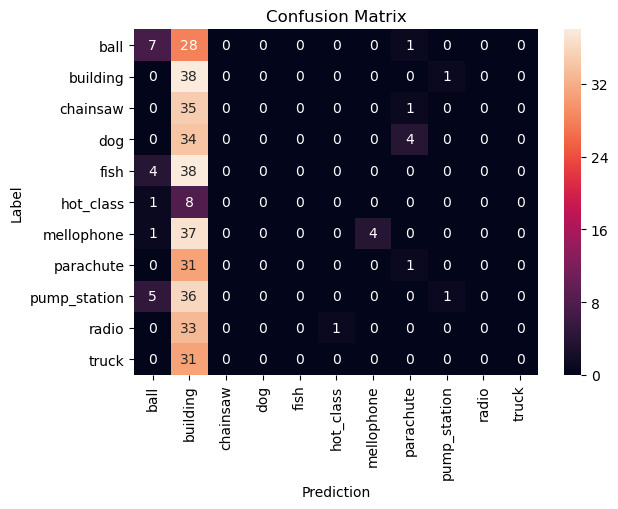 Confusion Matrix
ball 7 28 0 0 0 0 0 1 0 0 0
building 0 38 0 0 0 0 0 0 1 0 0
chainsaw 0 35 0 0 0 0 0 1 0 0 0
dog 0 34 0 0 0 0 0 4 0 0 0
fish 4 38 0 0 0 0 0 0 0 0 0
hot_class 1 8 0 0 0 0 0 0 0 0 0
mellophone 1 37 0 0 0 0 4 0 0 0 0
parachute 0 31 0 0 0 0 0 1 0 0 0
pump_station 5 36 0 0 0 0 0 0 1 0 0
radio 0 33 0 0 0 1 0 0 0 0 0
truck 0 31 0 0 0 0 0 0 0 0 0
ball building chainsaw dog fish hot_class mellophone parachute pump_station radio truck
Prediction
Label
32
24
16
8
0